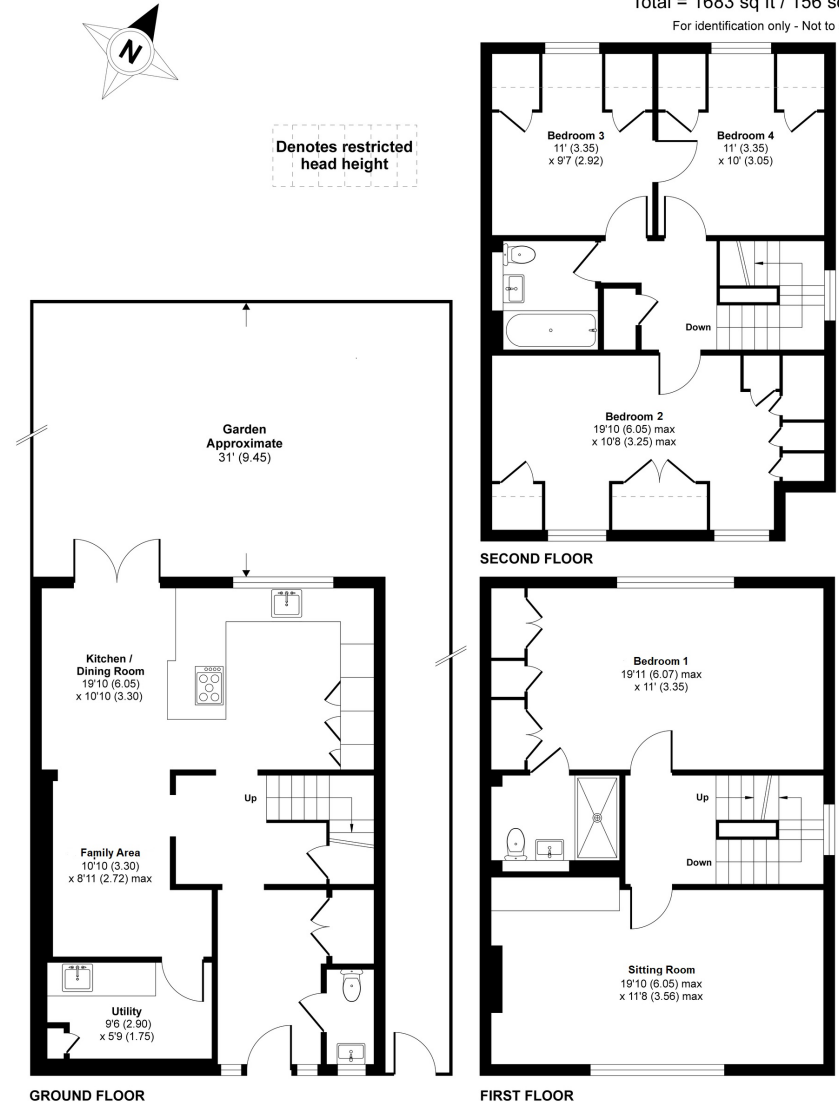 Total = 1683 sq ft / 156 s
For identification only - Not to
N
Denotes restricted
head height
Bedroom 3
11' (3.35)
x 9'7 (2.92)
Bedroom 4
11' (3.35)
x 10' (3.05)
Down
Bedroom 2
19'10 (6.05) max
x 10'8 (3.25) max
SECOND FLOOR
Garden
Approximate
31' (9.45)
Kitchen /
Dining Room
19'10 (6.05)
x 10'10 (3.30)
Up
Family Area
10'10 (3.30)
x 8'11 (2.72) max
Utility
9'6 (2.90)
x 5'9 (1.75)
GROUND FLOOR
Bedroom 1
19'11 (6.07) max
x 11' (3.35)
Up
Down
Sitting Room
19'10 (6.05) max
x 11'8 (3.56) max
FIRST FLOOR